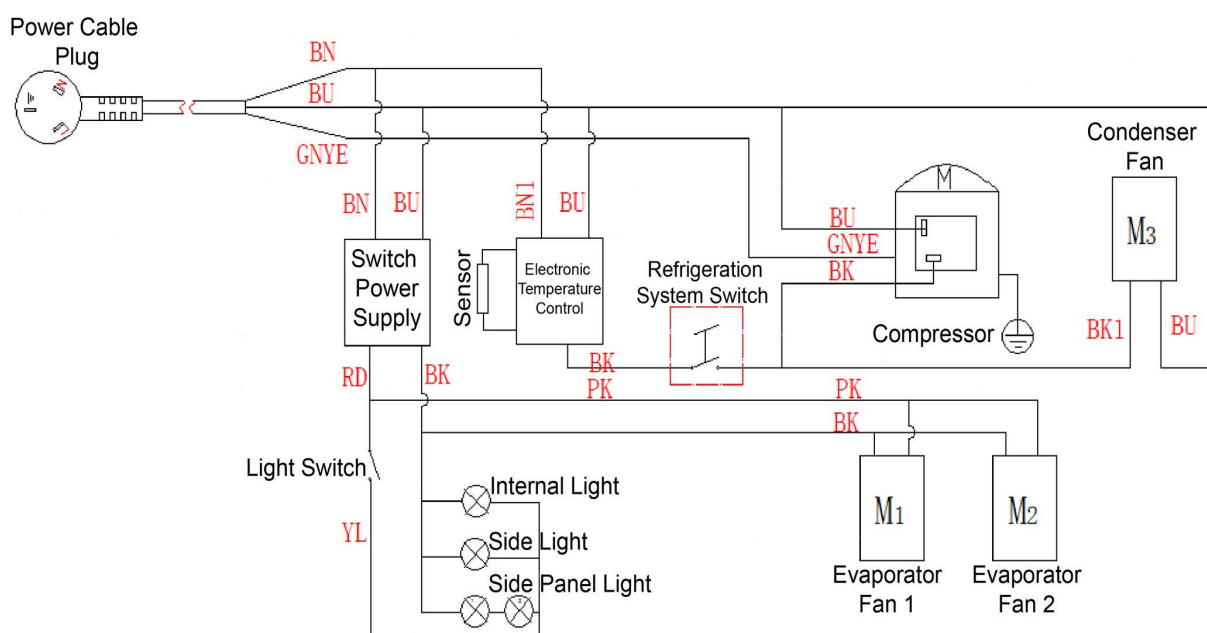 Power Cable
Plug
N
L
BN
BU
GNYE
BN
BU
BN1
BU
Switch
Power
Supply
Sensor
Electronic
Temperature
Control
Refrigeration
System Switch
BU
GNYE
BK
M
Compressor
Condenser
Fan
M3
BK1
BU
RD
BK
BK
PK
PK
BK
Light Switch
YL
Internal Light
Side Light
Side Panel Light
M1
M2
Evaporator
Fan 1
Evaporator
Fan 2